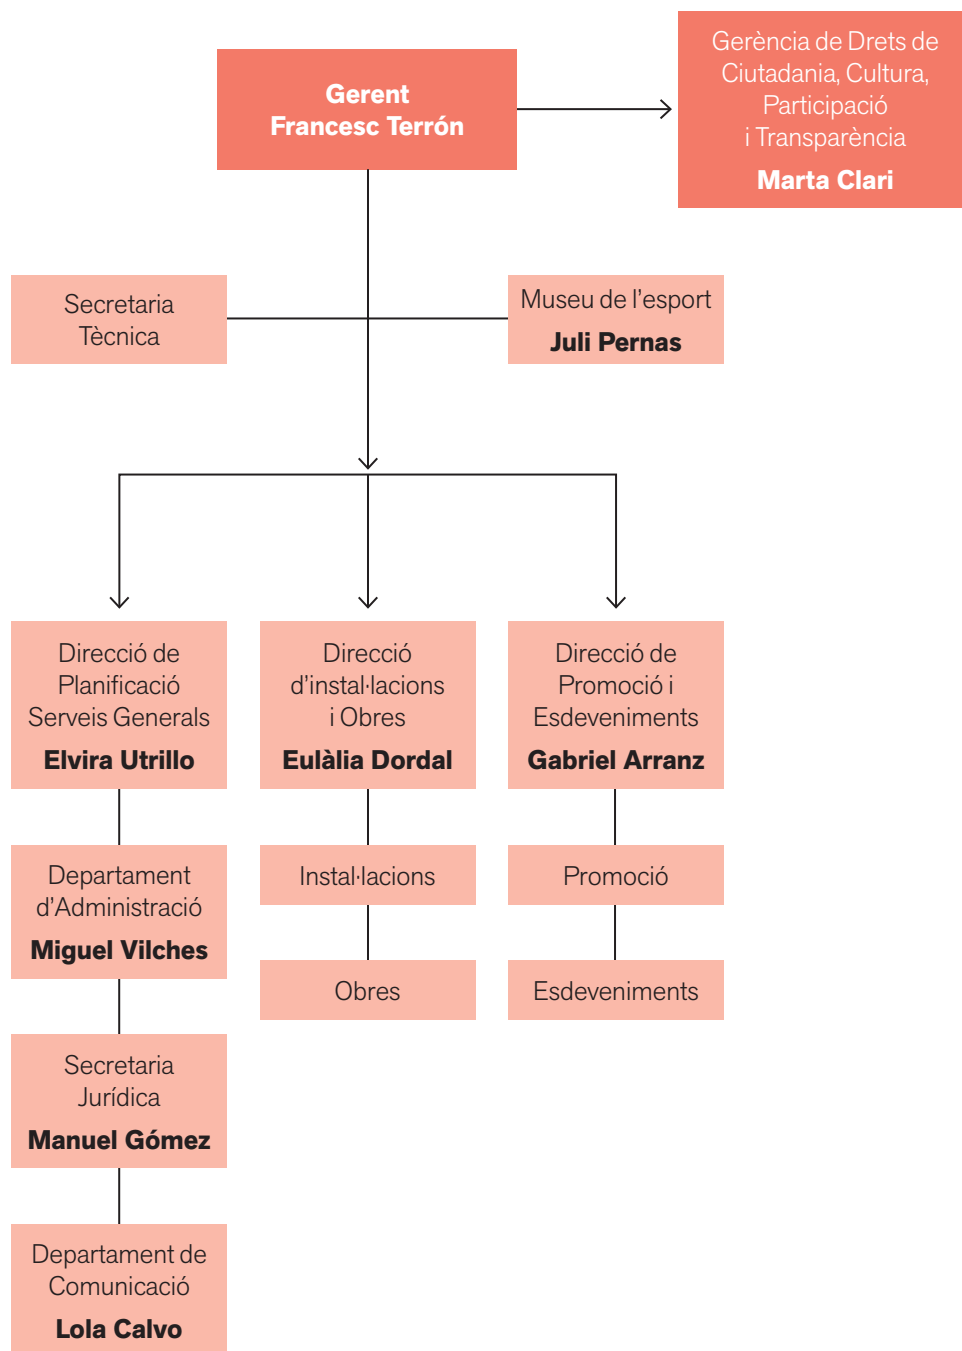 Gerent
Francesc Terrón
Gerència de Drets de
Ciutadania, Cultura,
Participació
i Transparència
Marta Clari
Secretaria
Tècnica
Museu de l’esport
Juli Pernas
Direcció de
Planificació
Serveis Generals
Elvira Utrillo
Direcció
d’instal·lacions
i Obres
Eulàlia Dordal
Direcció de
Promoció i
Esdeveniments
Gabriel Arranz
Departament
d’Administració
Miguel Vilches
Instal·lacions
Promoció
Obres
Esdeveniments
Secretaria
Jurídica
Manuel Gómez
Departament de
Comunicació
Lola Calvo